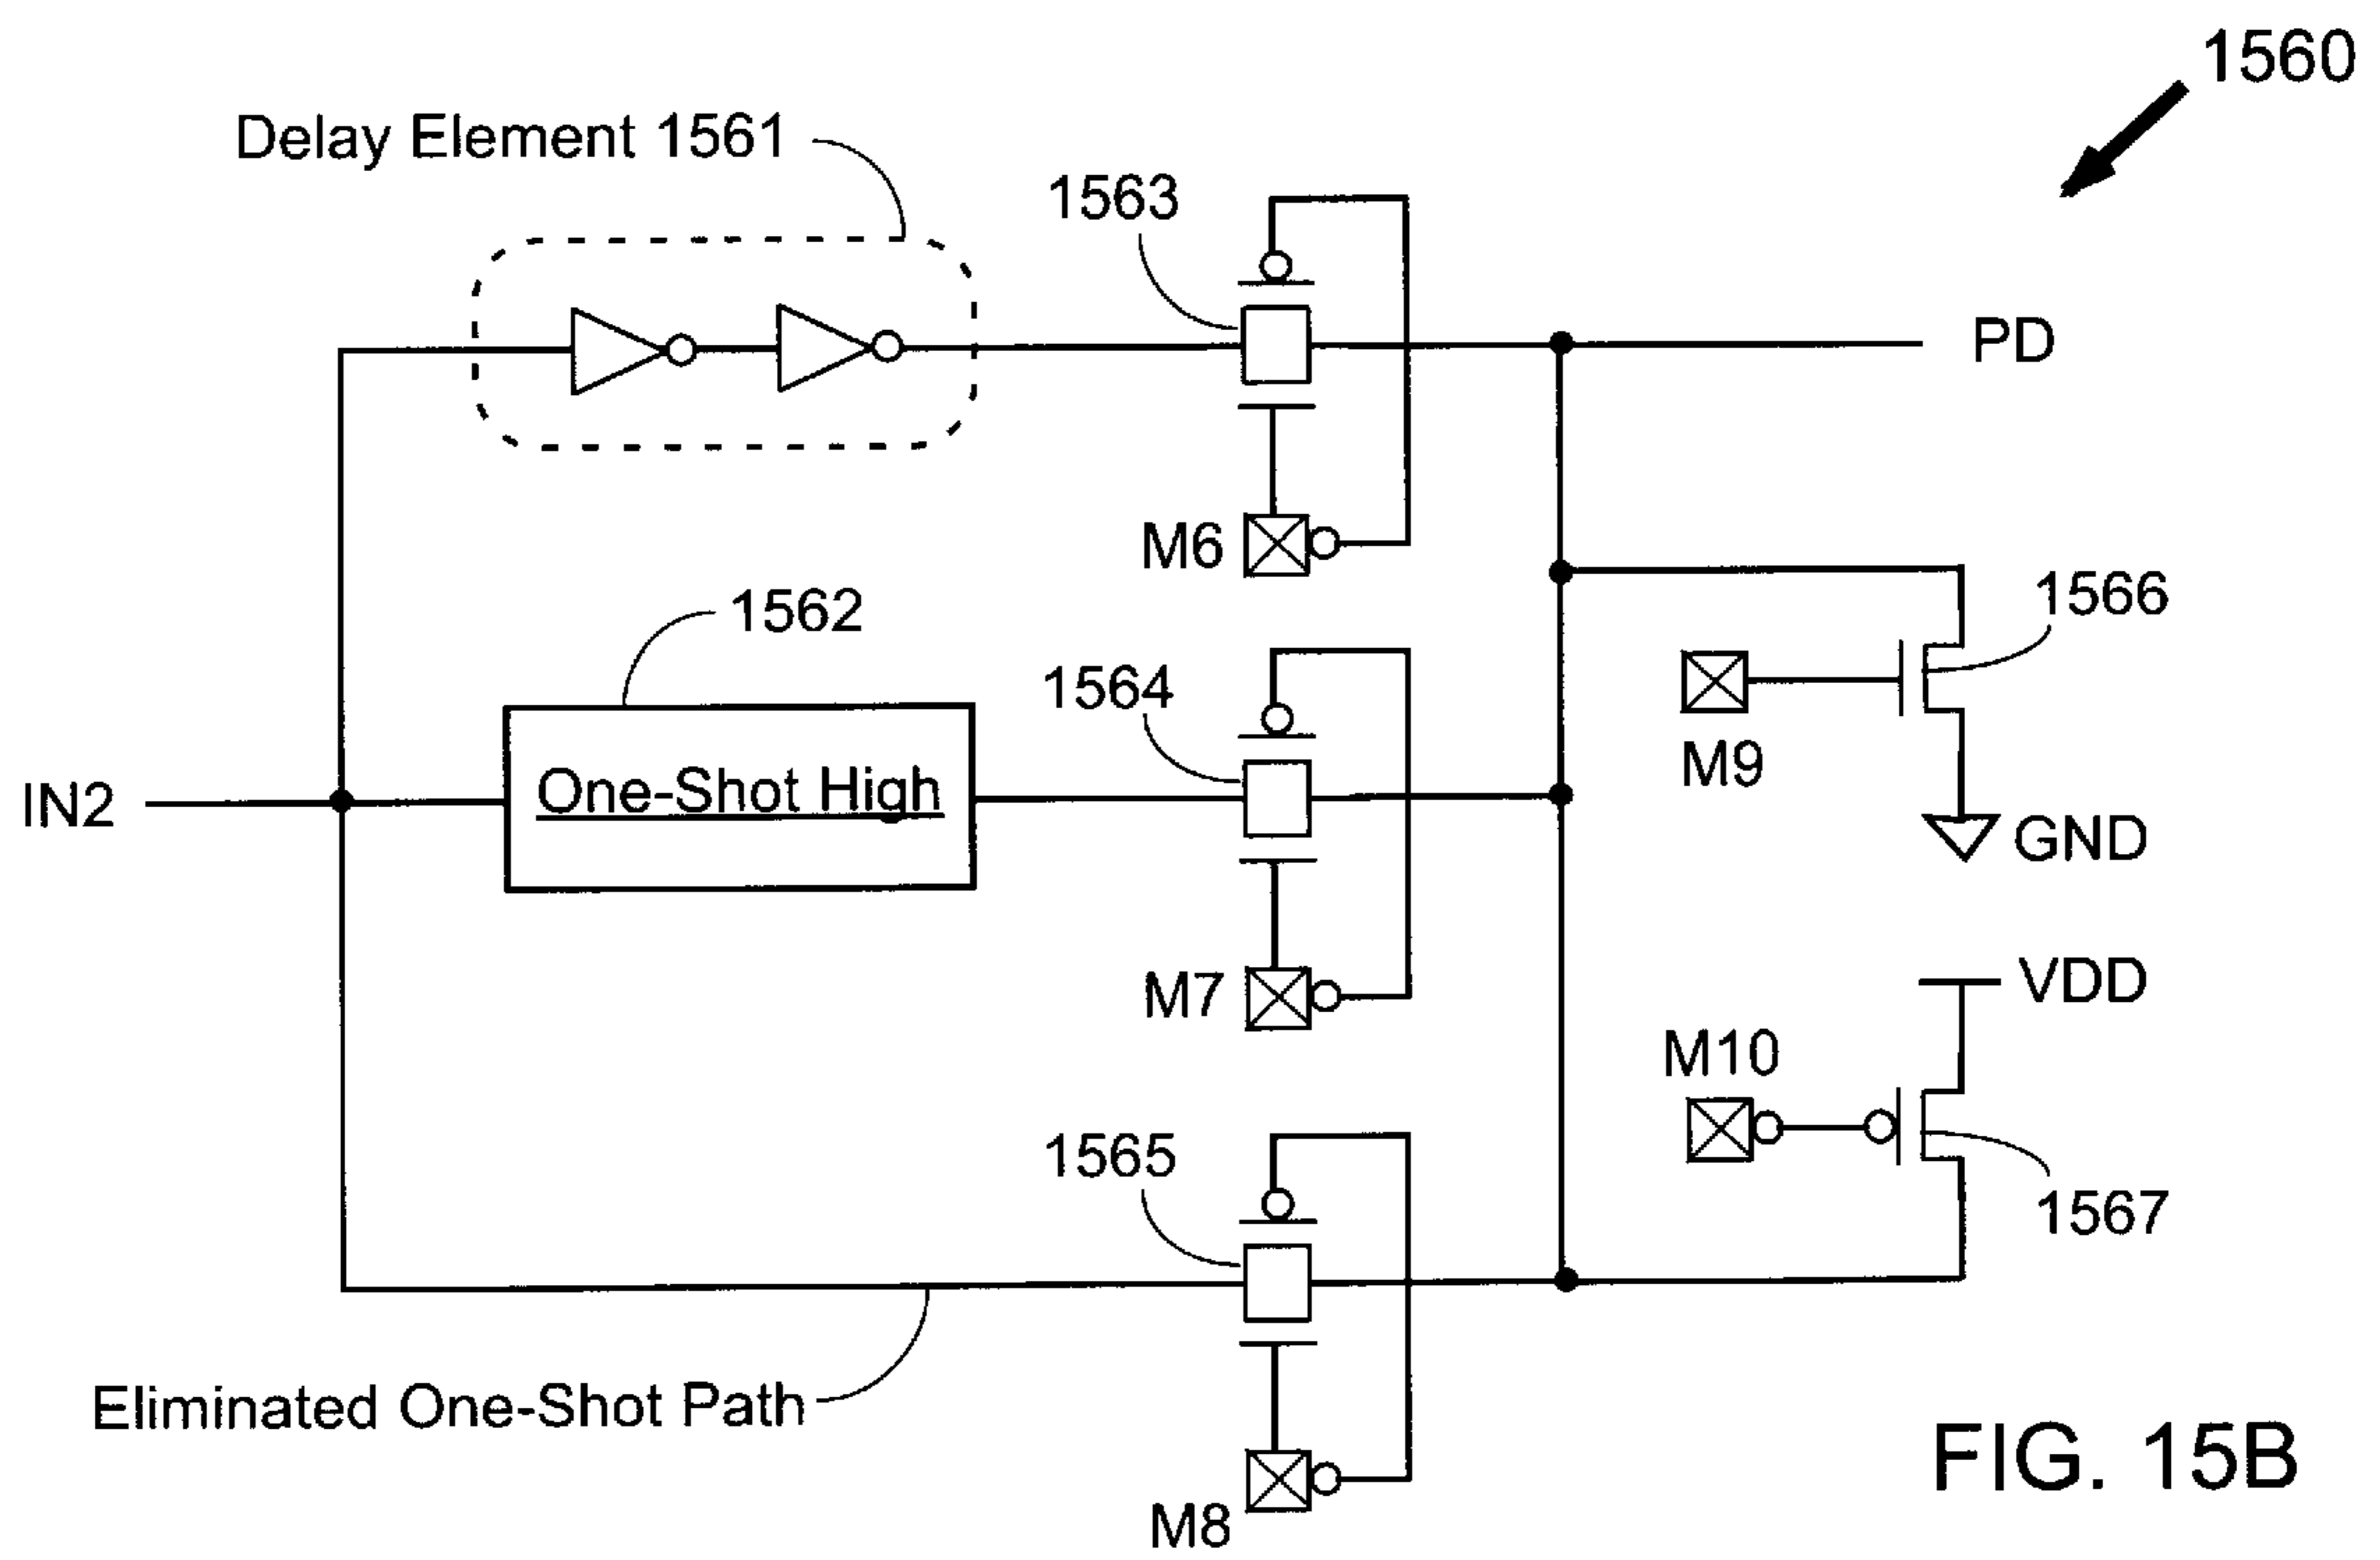 1560
Delay Element 1561
1563
PD
M6
1566
1562
1564
M9
IN2
One-Shot High
GND
VDD
M7
M10
1565
1567
Eliminated One-Shot Path
M8
FIG. 15B